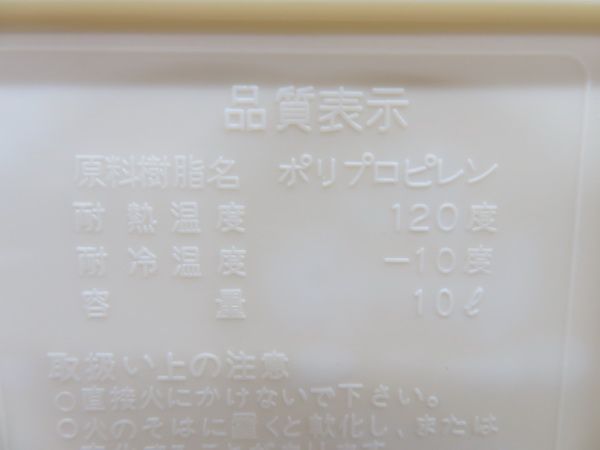 品質表示
原料樹脂名 ポリプロピレン
耐熱温度 120度
耐冷温度 -10度
容量 10ℓ
取扱い上の注意
○直接火にかけないで下さい。
○火のそばに置くと軟化し、または